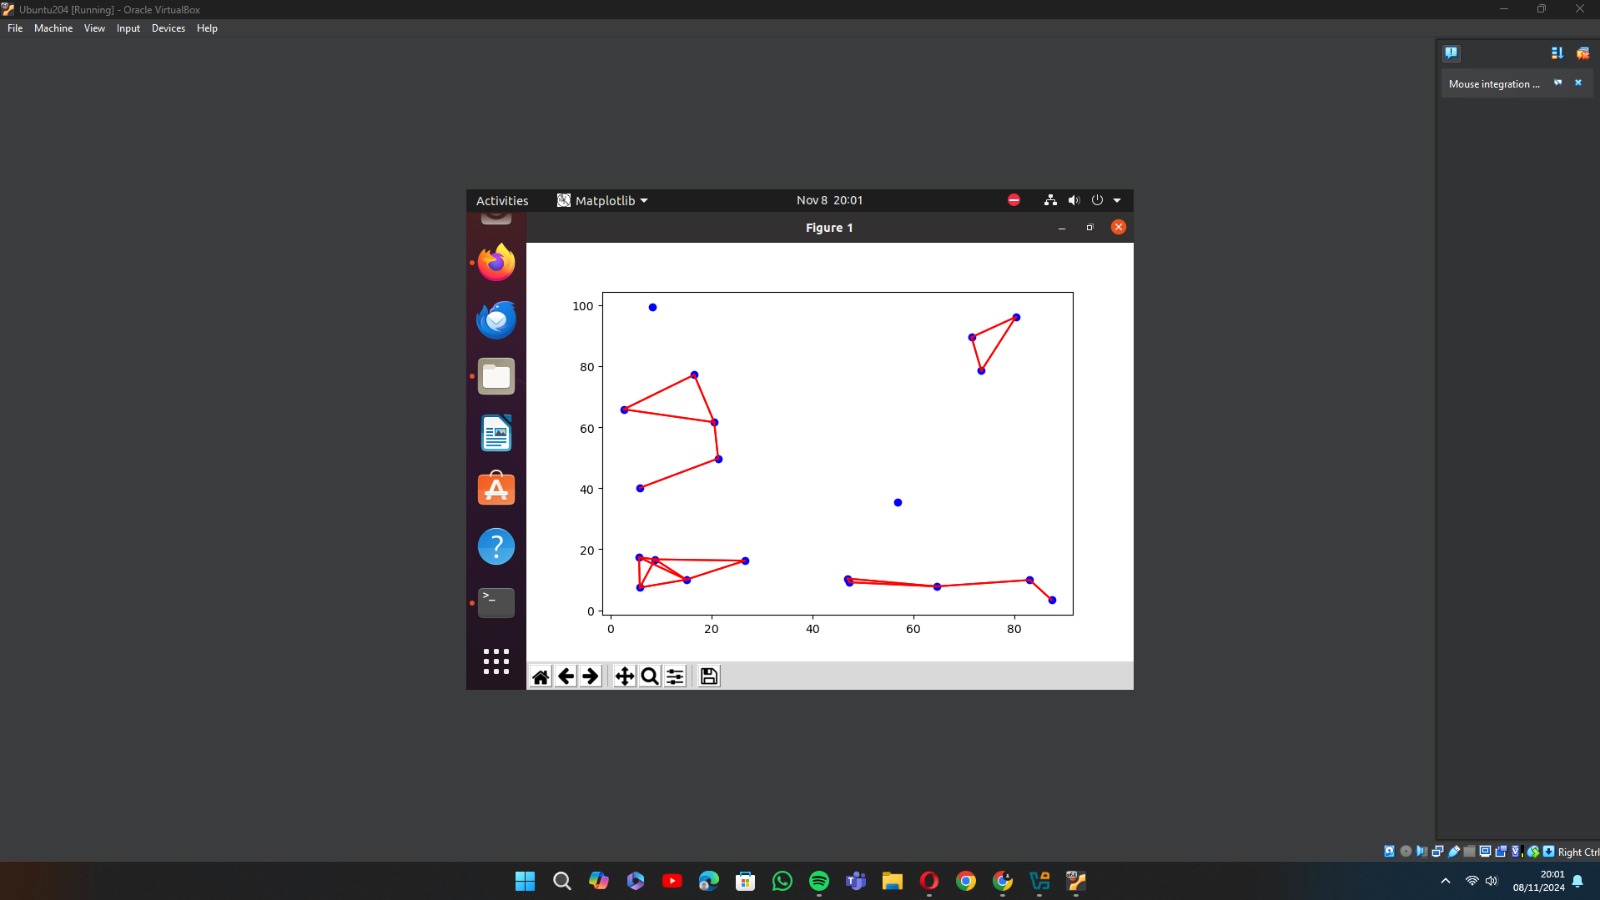 Ubuntu204 [Running] - Oracle VirtualBox
File Machine View Input Devices Help
Mouse integration ...
Activities Matplotlib Nov 8 20:01
Figure 1
100
80
60
40
20
0
0 20 40 60 80
Right Ctrl
20:01
08/11/2024